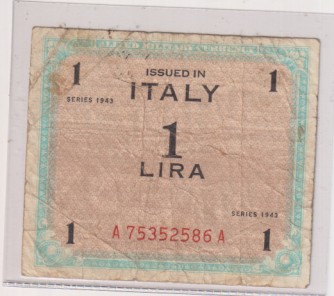 1 ISSUED IN 1
SERIES 1943
ITALY
1
LIRA
SERIES 1943
1 1
A 75352586 A